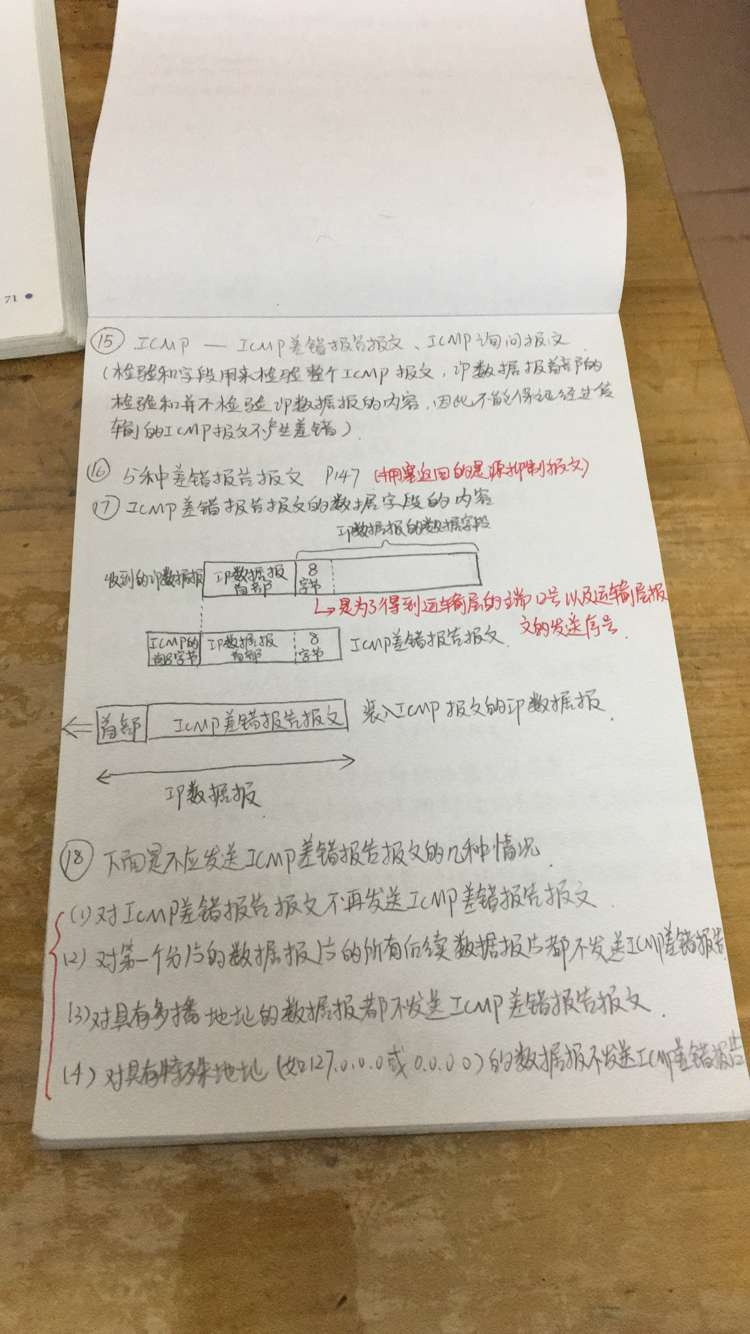 71
⑮ ICMP — ICMP差错报告报文、ICMP询问报文
(检验和字段用来检验整个ICMP报文,IP数据报首部的
检验和并不检验IP数据报的内容,因此不能保证经过传
输的ICMP报文不产生差错)
⑯ 5种差错报告报文 P147 (拥塞返回的是源抑制报文)
⑰ ICMP差错报告报文的数据字段的内容
IP数据报的数据字段
收到的IP数据报 IP数据报首部 8字节
↳是为了得到运输层的端口号以及运输层报
文的发送序号.
ICMP的前8字节 IP数据报首部 8字节 ICMP差错报告报文
首部 ICMP差错报告报文 装入ICMP报文的IP数据报.
IP数据报
⑱ 下面是不应发送ICMP差错报告报文的几种情况.
(1)对ICMP差错报告报文不再发送ICMP差错报告报文.
(2)对第一个分片的数据报片的所有后续数据报片都不发送ICMP差错报告
(3)对具有多播地址的数据报都不发送ICMP差错报告报文.
(4)对具有特殊地址(如127.0.0.0或0.0.0.0)的数据报不发送ICMP差错报告